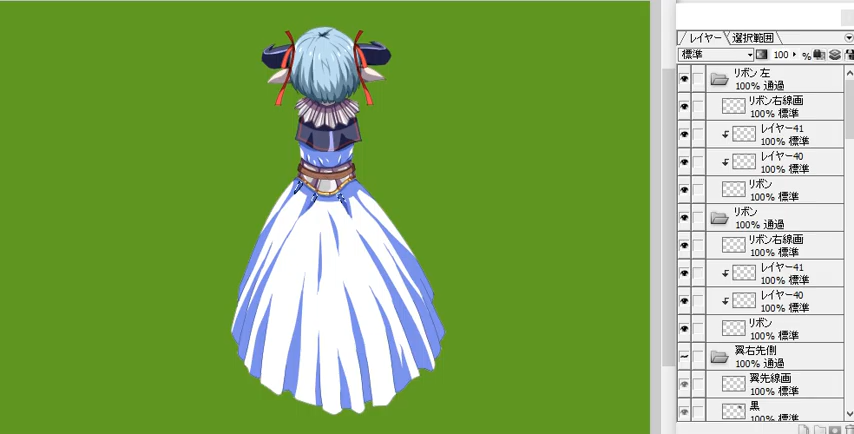 レイヤー 選択範囲
標準 100 %
リボン 左
100% 通過
リボン右線画
100% 標準
レイヤー41
100% 標準
レイヤー40
100% 標準
リボン
100% 標準
リボン
100% 通過
リボン右線画
100% 標準
レイヤー41
100% 標準
レイヤー40
100% 標準
リボン
100% 標準
翼右先側
100% 通過
翼先線画
100% 標準
黒
100% 標準